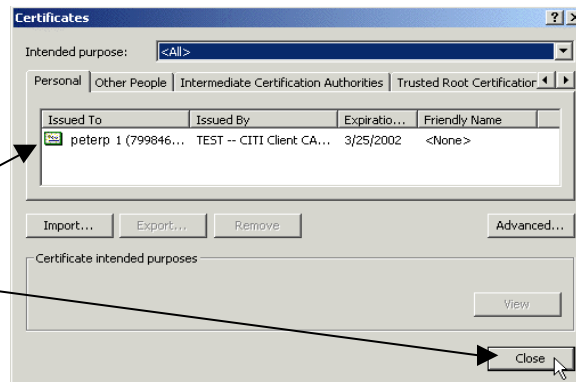 Certificates
Intended purpose: <All>
Personal Other People Intermediate Certification Authorities Trusted Root Certification
Issued To Issued By Expiratio... Friendly Name
peterp 1 (799846... TEST -- CITI Client CA... 3/25/2002 <None>
Import... Export... Remove Advanced...
Certificate intended purposes
View
Close